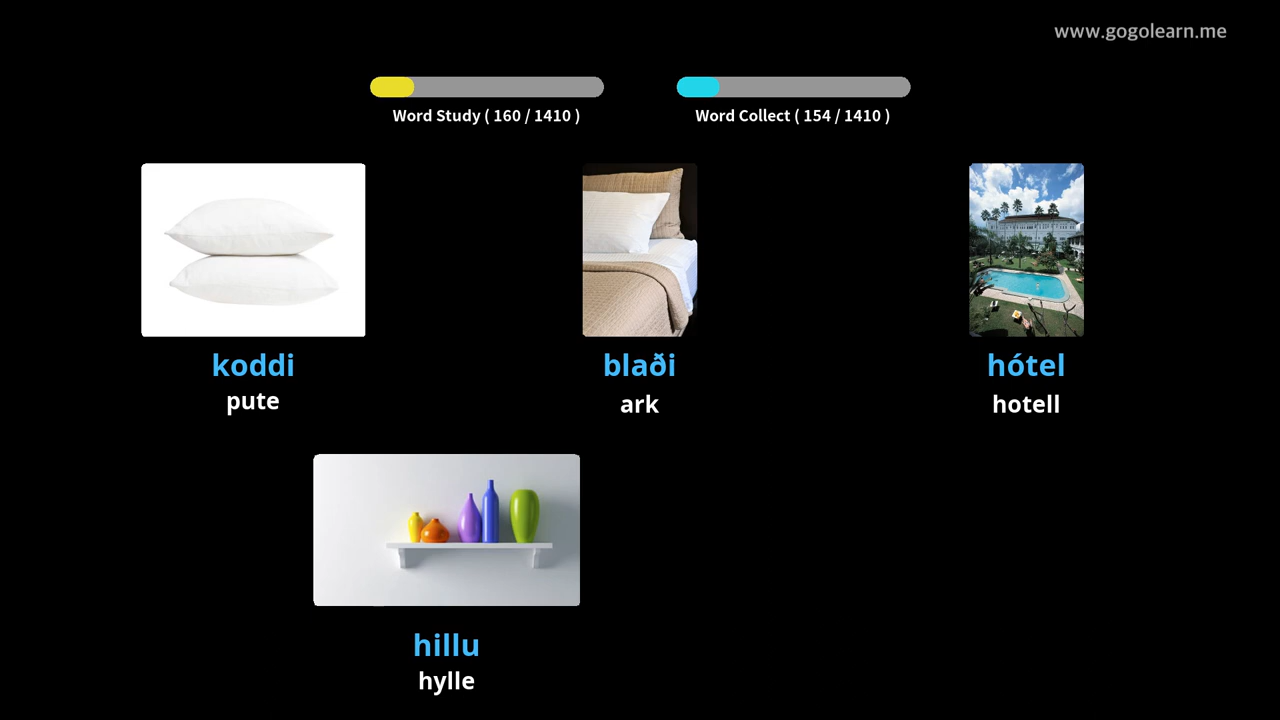 www.gogolearn.me
Word Study ( 160 / 1410 )
Word Collect ( 154 / 1410 )
koddi
pute
blaði
ark
hótel
hotell
hillu
hylle